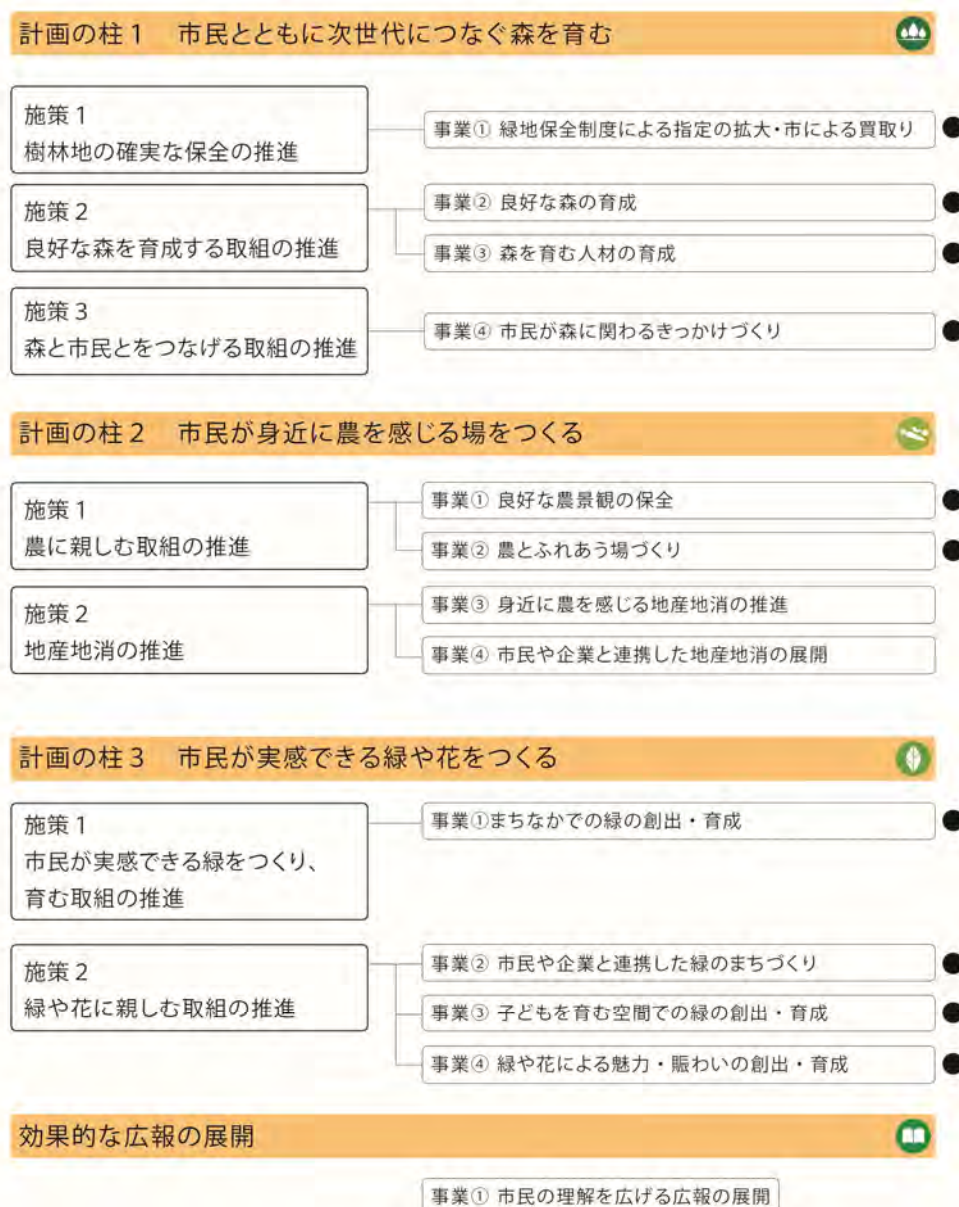 計画の柱1 市民とともに次世代につなぐ森を育む
施策1
樹林地の確実な保全の推進
事業① 緑地保全制度による指定の拡大・市による買取り
施策2
良好な森を育成する取組の推進
事業② 良好な森の育成
事業③ 森を育む人材の育成
施策3
森と市民とをつなげる取組の推進
事業④ 市民が森に関わるきっかけづくり
計画の柱2 市民が身近に農を感じる場をつくる
施策1
農に親しむ取組の推進
事業① 良好な農景観の保全
事業② 農とふれあう場づくり
施策2
地産地消の推進
事業③ 身近に農を感じる地産地消の推進
事業④ 市民や企業と連携した地産地消の展開
計画の柱3 市民が実感できる緑や花をつくる
施策1
市民が実感できる緑をつくり、
育む取組の推進
事業①まちなかでの緑の創出・育成
施策2
緑や花に親しむ取組の推進
事業② 市民や企業と連携した緑のまちづくり
事業③ 子どもを育む空間での緑の創出・育成
事業④ 緑や花による魅力・賑わいの創出・育成
効果的な広報の展開
事業① 市民の理解を広げる広報の展開